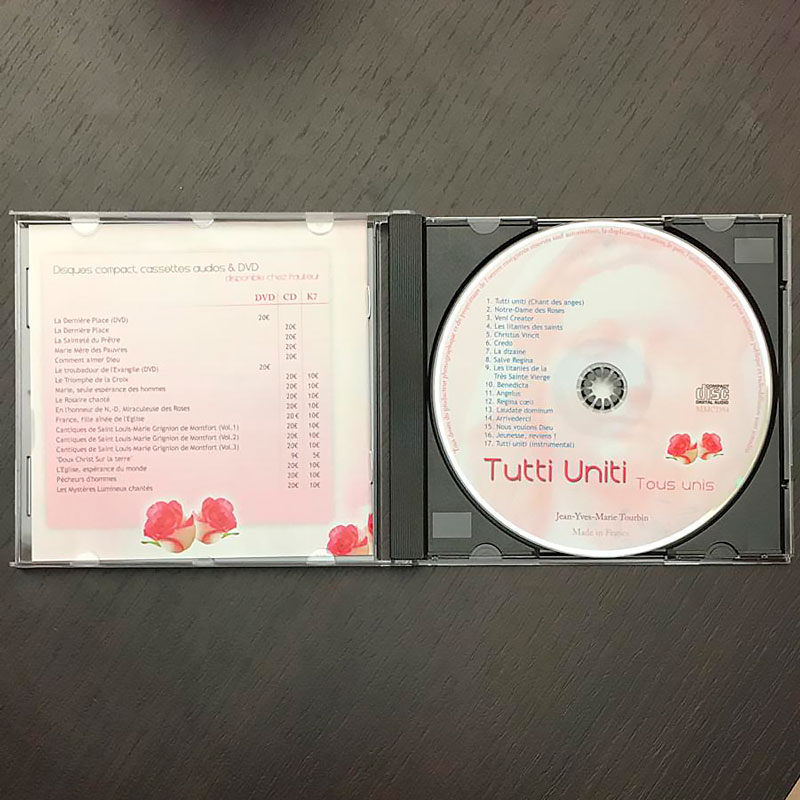 Disques compact, cassettes audios & DVD
disponible chez l'auteur
DVD CD K7
La Dernière Place (DVD) 20€
La Dernière Place 20€
La Saimeté du Prêtre 20€
Marie Mère des Pauvres 20€
Comment aimer Dieu 20€
Le troubadour de l'Evangile (DVD) 20€
Le Triomphe de la Croix 20€ 10€
Marie, seule espérance des hommes 20€ 10€
Le Rosaire chanté 20€ 10€
En l'honneur de N.-D. Miraculeuse des Roses 20€ 10€
France, fille aînée de l'Eglise 20€ 10€
Cantiques de Saint Louis-Marie Grignion de Montfort (Vol.1) 20€ 10€
Cantiques de Saint Louis-Marie Grignion de Montfort (Vol.2) 20€ 10€
Cantiques de Saint Louis-Marie Grignion de Montfort (Vol.3) 20€ 10€
"Doux Christ Sur la terre" 9€ 5€
L'Eglise, espérance du monde 20€ 10€
Pécheurs d'hommes 20€ 10€
Les Mystères Lumineux chantés 20€ 10€
1. Tutti uniti (Chant des anges)
2. Notre-Dame des Roses
3. Veni Creator
4. Les litanies des saints
5. Christus Vincit
6. Credo
7. La dizaine
8. Salve Regina
9. Les litanies de la
Très Sainte Vierge
10. Benedicta
11. Angelus
12. Regina cœli
13. Laudate dominum
14. Arrivederci
15. Nous voulons Dieu
16. Jeunesse, reviens !
17. Tutti uniti (instrumental)
COMPACT
disc
DIGITAL AUDIO
Tutti Uniti Tous unis
Jean-Yves-Marie Tourbin
Made in France